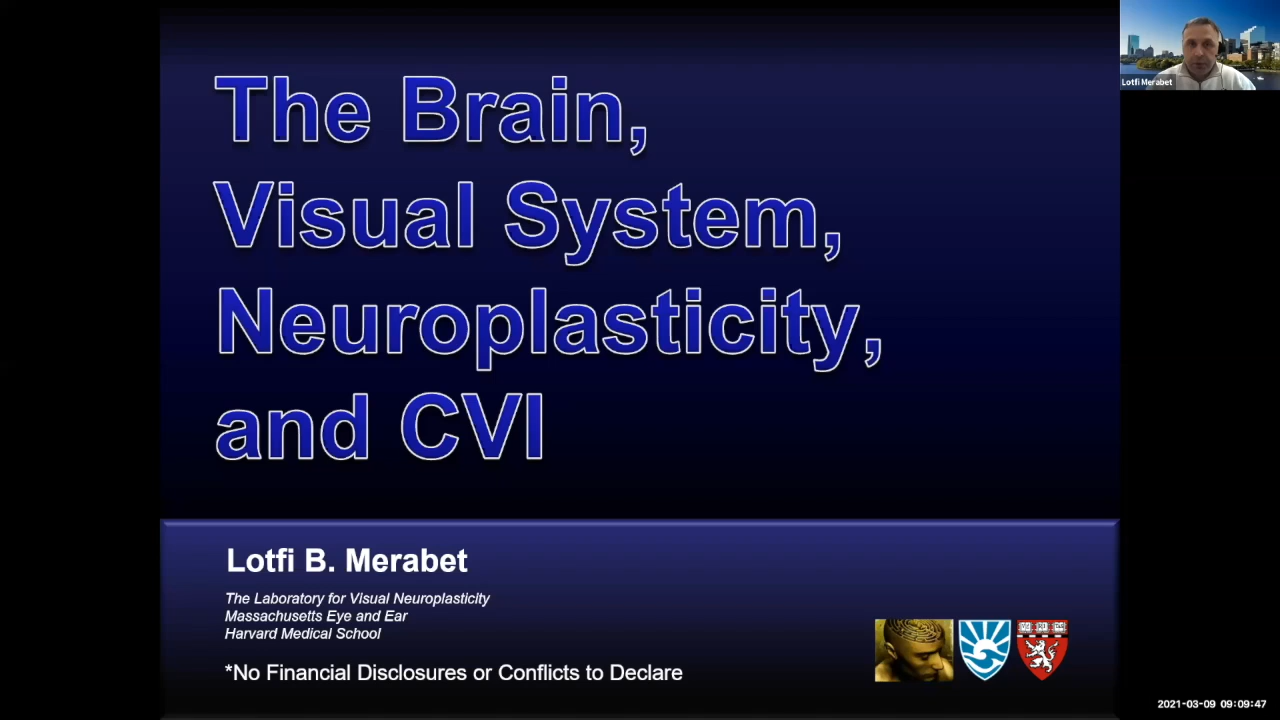 The Brain,
Visual System,
Neuroplasticity,
and CVI
Lotfi B. Merabet
The Laboratory for Visual Neuroplasticity
Massachusetts Eye and Ear
Harvard Medical School
*No Financial Disclosures or Conflicts to Declare
Lotfi Merabet
2021-03-09 09:09:47